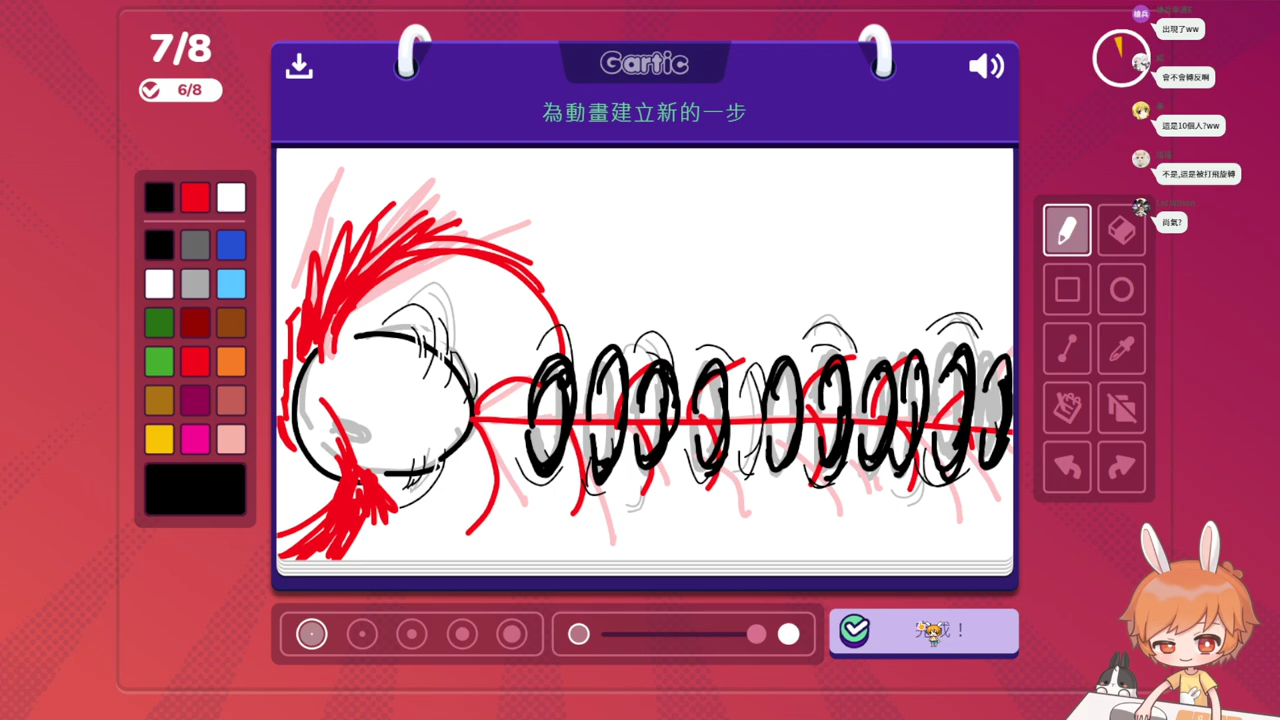 7/8
6/8
Gartic
為動畫建立新的一步
槍兵
出現了ww
會不會轉反啊
這是10個人?ww
不是,這是被打飛旋轉
尚氣?
完成！